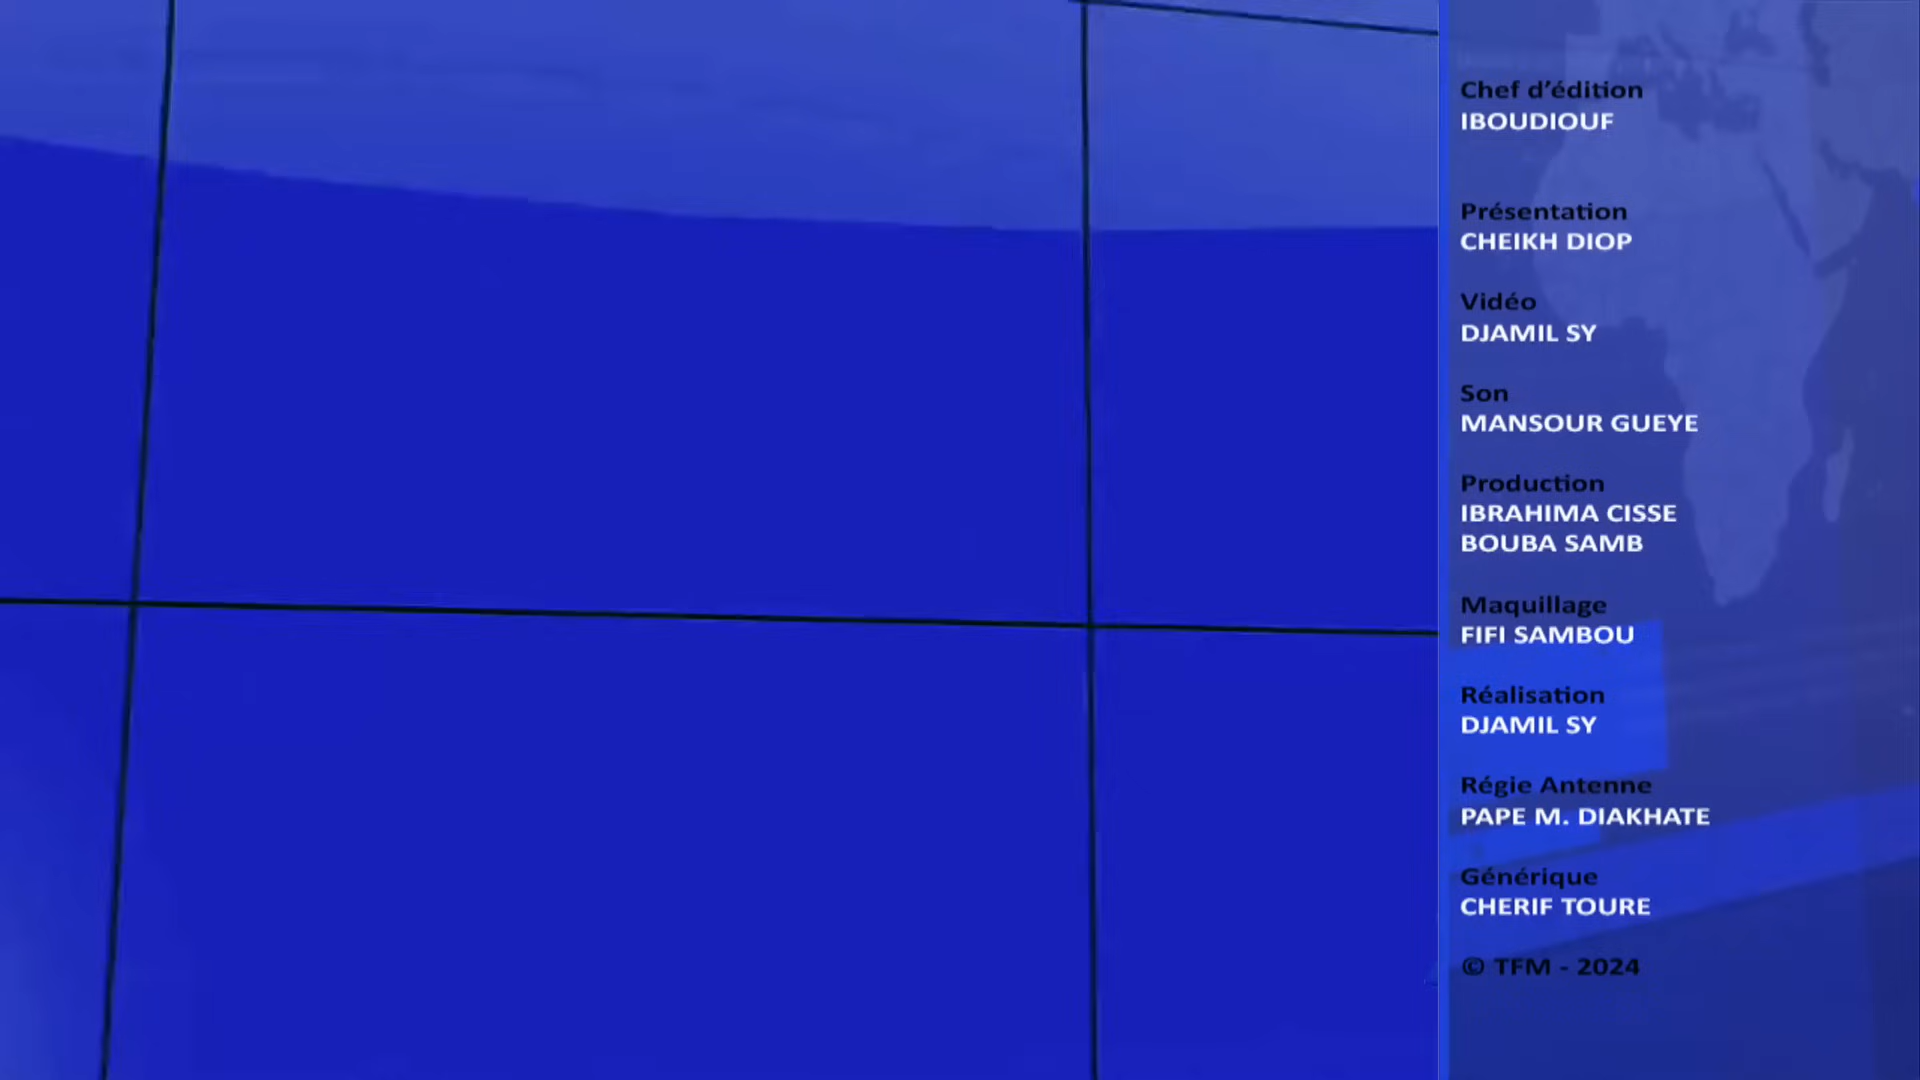 Chef d’édition
IBOUDIOUF
Présentation
CHEIKH DIOP
Vidéo
DJAMIL SY
Son
MANSOUR GUEYE
Production
IBRAHIMA CISSE
BOUBA SAMB
Maquillage
FIFI SAMBOU
Réalisation
DJAMIL SY
Régie Antenne
PAPE M. DIAKHATE
Générique
CHERIF TOURE
© TFM - 2024